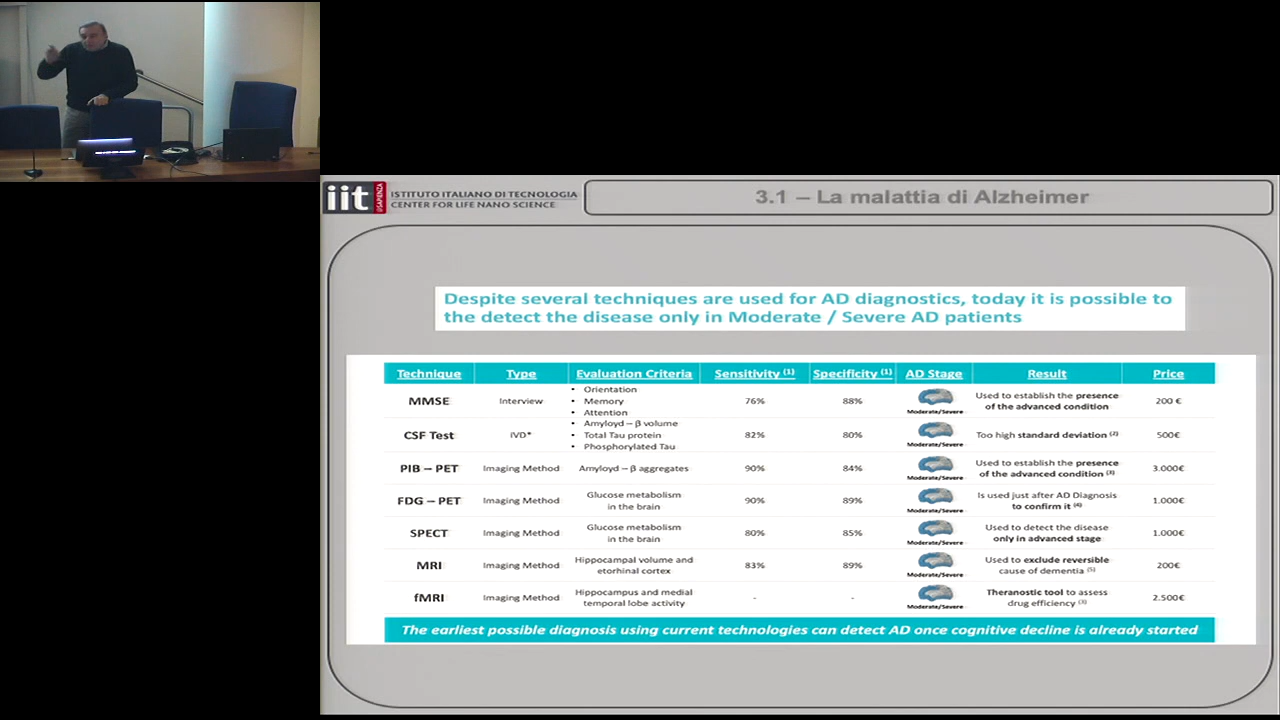 iit @SAPIENZA ISTITUTO ITALIANO DI TECNOLOGIA
CENTER FOR LIFE NANO SCIENCE
3.1 – La malattia di Alzheimer
Despite several techniques are used for AD diagnostics, today it is possible to
the detect the disease only in Moderate / Severe AD patients
Technique Type Evaluation Criteria Sensitivity (1) Specificity (1) AD Stage Result Price
MMSE Interview • Orientation
• Memory
• Attention
76% 88% Moderate/Severe Used to establish the presence
of the advanced condition
200 €
CSF Test IVD* • Amyloyd – β volume
• Total Tau protein
• Phosphorylated Tau
82% 80% Moderate/Severe Too high standard deviation (2) 500€
PIB – PET Imaging Method Amyloyd – β aggregates 90% 84% Moderate/Severe Used to establish the presence
of the advanced condition (3)
3.000€
FDG – PET Imaging Method Glucose metabolism
in the brain
90% 89% Moderate/Severe Is used just after AD Diagnosis
to confirm it (4)
1.000€
SPECT Imaging Method Glucose metabolism
in the brain
80% 85% Moderate/Severe Used to detect the disease
only in advanced stage
1.000€
MRI Imaging Method Hippocampal volume and
etorhinal cortex
83% 89% Moderate/Severe Used to exclude reversible
cause of dementia (5)
200€
fMRI Imaging Method Hippocampus and medial
temporal lobe activity
- - Moderate/Severe Theranostic tool to assess
drug efficiency (3)
2.500€
The earliest possible diagnosis using current technologies can detect AD once cognitive decline is already started